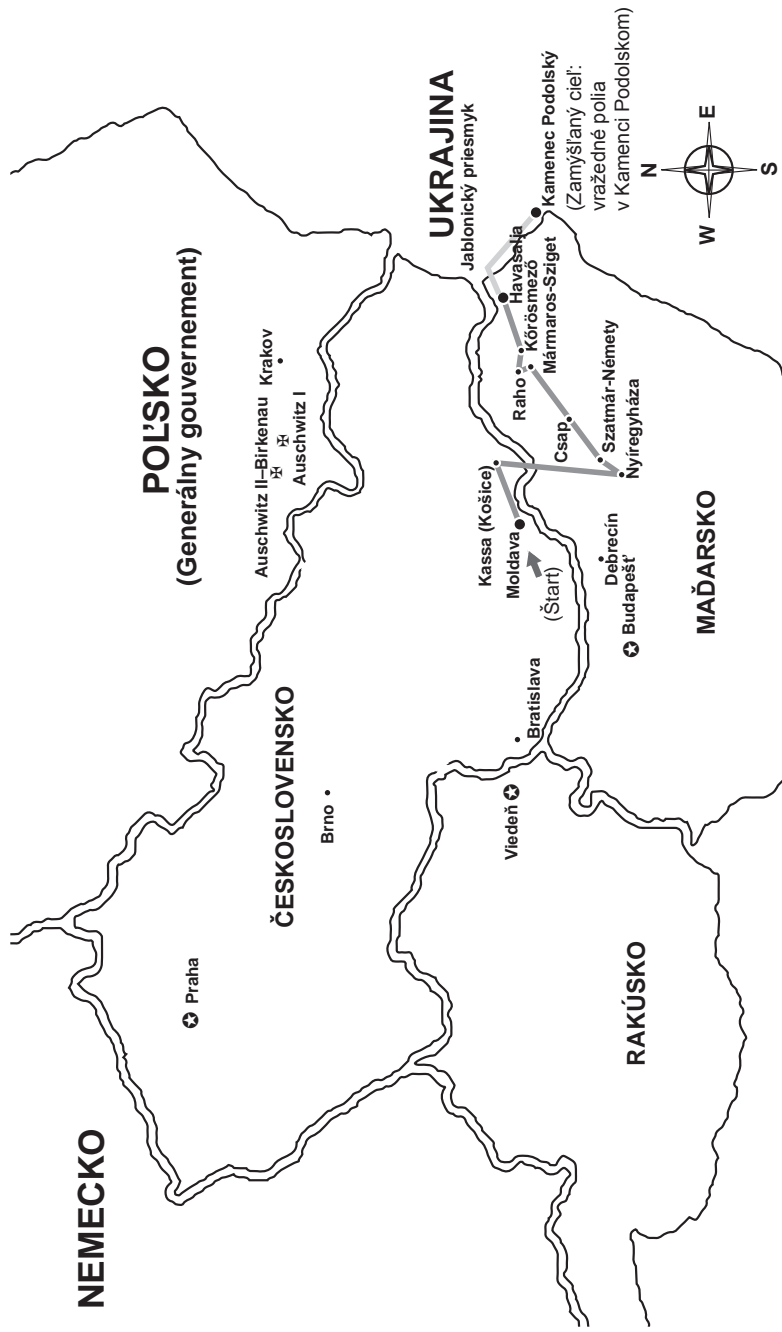 NEMECKO
POĽSKO
(Generálny gouvernement)
Auschwitz II–Birkenau
Auschwitz I
Krakov
UKRAJINA
Jablonický priesmyk
Praha
ČESKOSLOVENSKO
Brno
Kassa (Košice)
Moldava
(Štart)
Raho
Havasalja
Kőrösmező
Mármaros-Sziget
Kamenec Podolský
(Zamýšľaný cieľ:
vražedné polia
v Kamenci Podolskom)
Csap
Szatmár-Német​y
Nyíregyháza
Bratislava
Viedeň
Debrecín
Budapešť
MAĎARSKO
RAKÚSKO
N
W
E
S